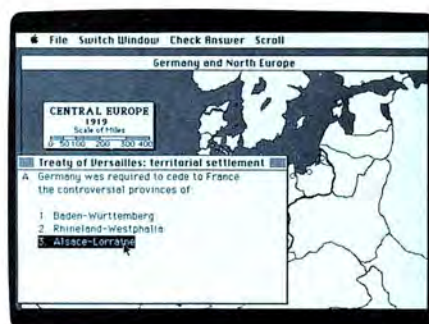 File Switch Window Check Answer Scroll
Germany and North Europe
CENTRAL EUROPE
1919
Scale of Miles
0 50 100 200 300 400
Treaty of Versailles: territorial settlement
A Germany was required to cede to France
the controversial provinces of:
1. Baden-Württemberg
2. Rhineland-Westphalia
3. Alsace-Lorraine